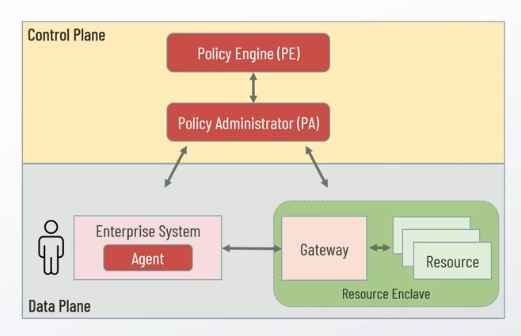 Control Plane
Policy Engine (PE)
Policy Administrator (PA)
Enterprise System
Agent
Gateway
Resource
Resource Enclave
Data Plane